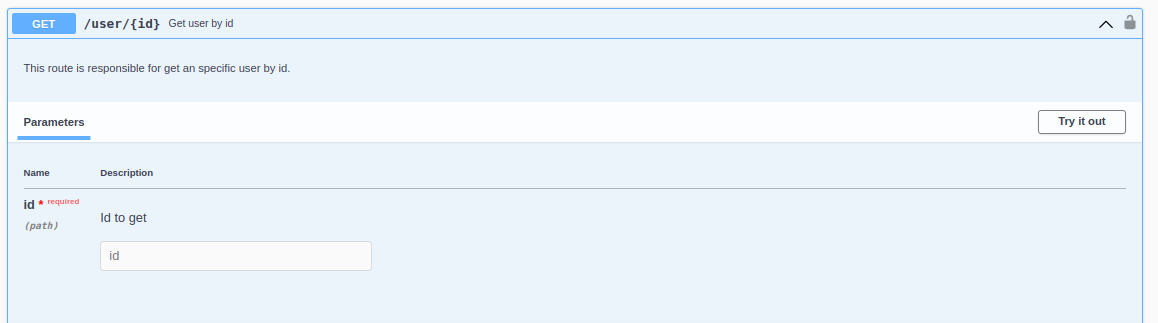 GET /user/{id} Get user by id
This route is responsible for get an specific user by id.
Parameters Try it out
Name Description
id * required
(path)
Id to get
id